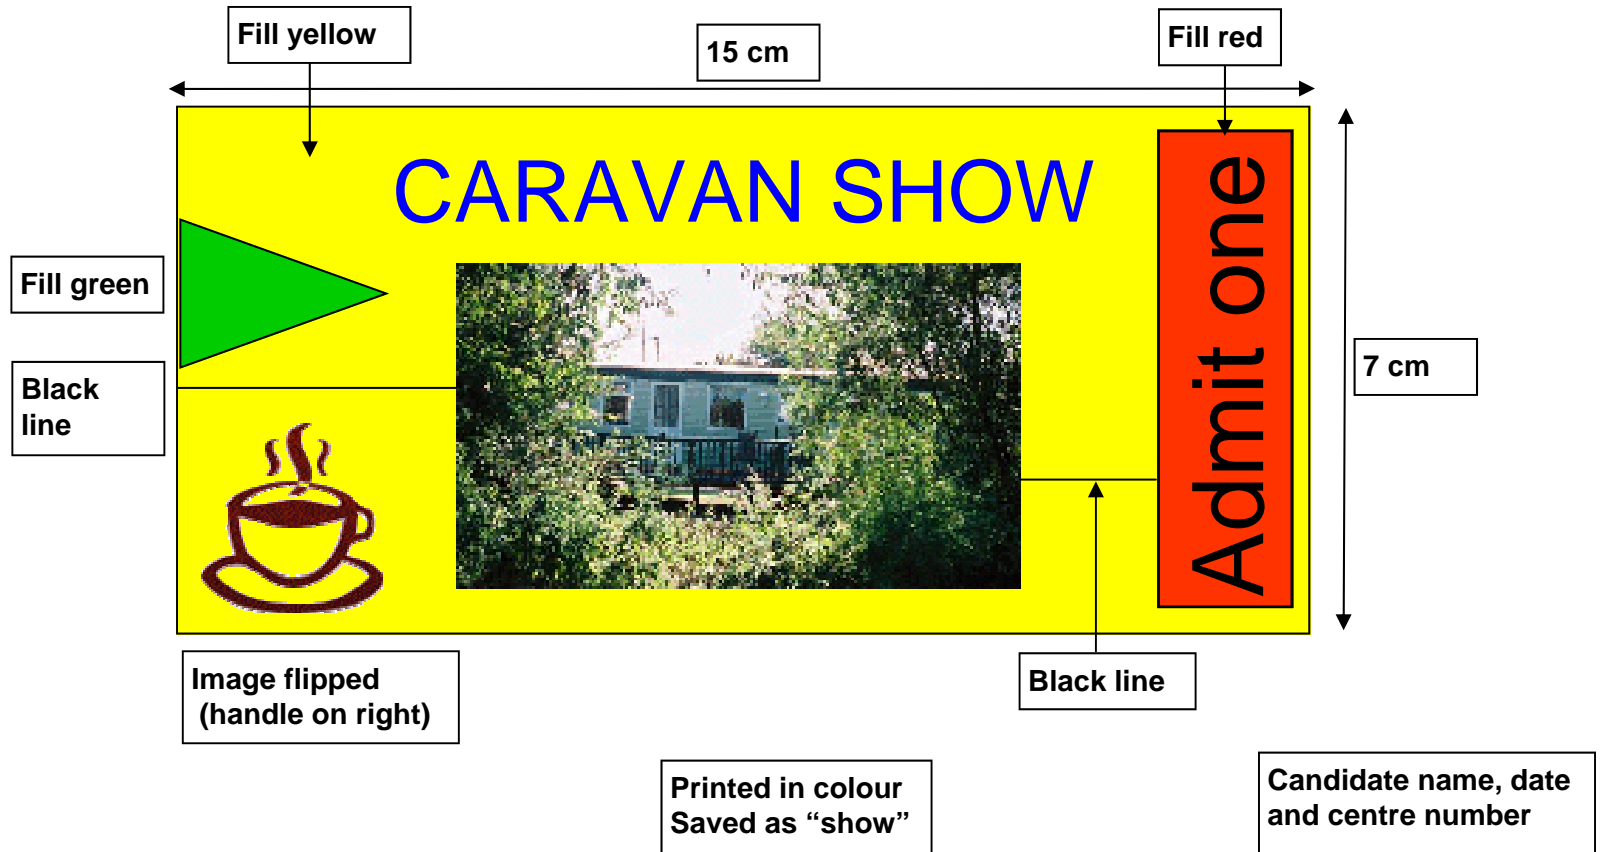 Fill yellow
15 cm
Fill red
CARAVAN SHOW
Admit one
Fill green
Black
line
7 cm
Image flipped
(handle on right)
Black line
Printed in colour
Saved as “show”
Candidate name, date
and centre number